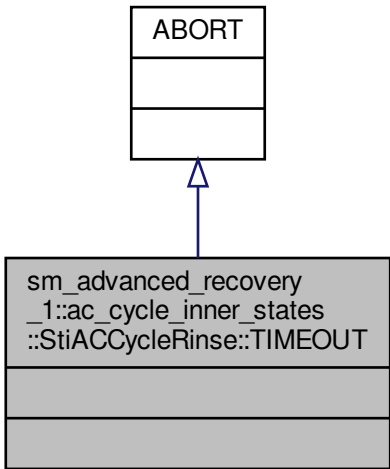 ABORT
sm_advanced_recovery
_1::ac_cycle_inner_states
::StiACCycleRinse::TIMEOUT